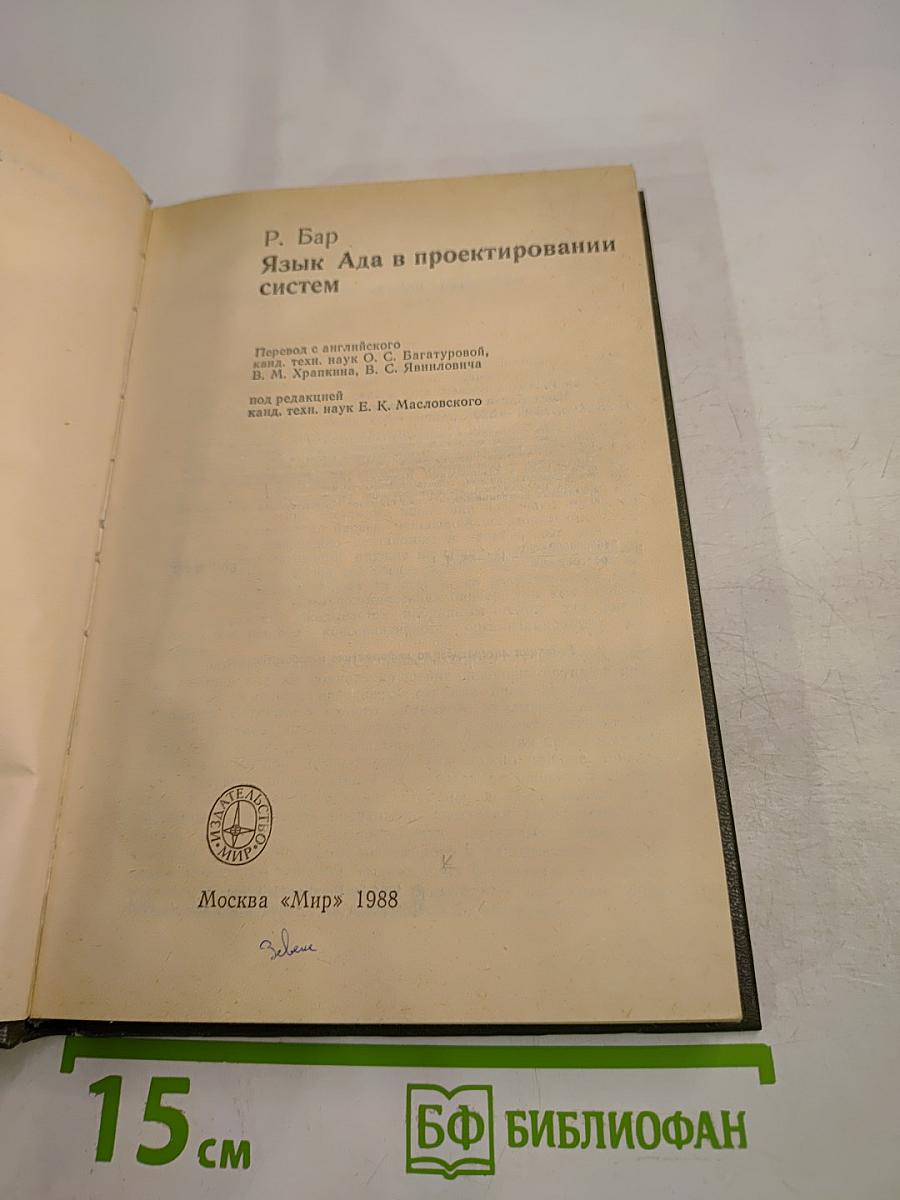 Р. Бар
Язык Ада в проектировании
систем
Перевод с английского
канд. техн. наук О. С. Багатуровой,
В. М. Храпкина, В. С. Явниловича
под редакцией
канд. техн. наук Е. К. Масловского
ИЗДАТЕЛЬСТВО
МИР
К
Москва «Мир» 1988
15 см
БФ БИБЛИОФАН